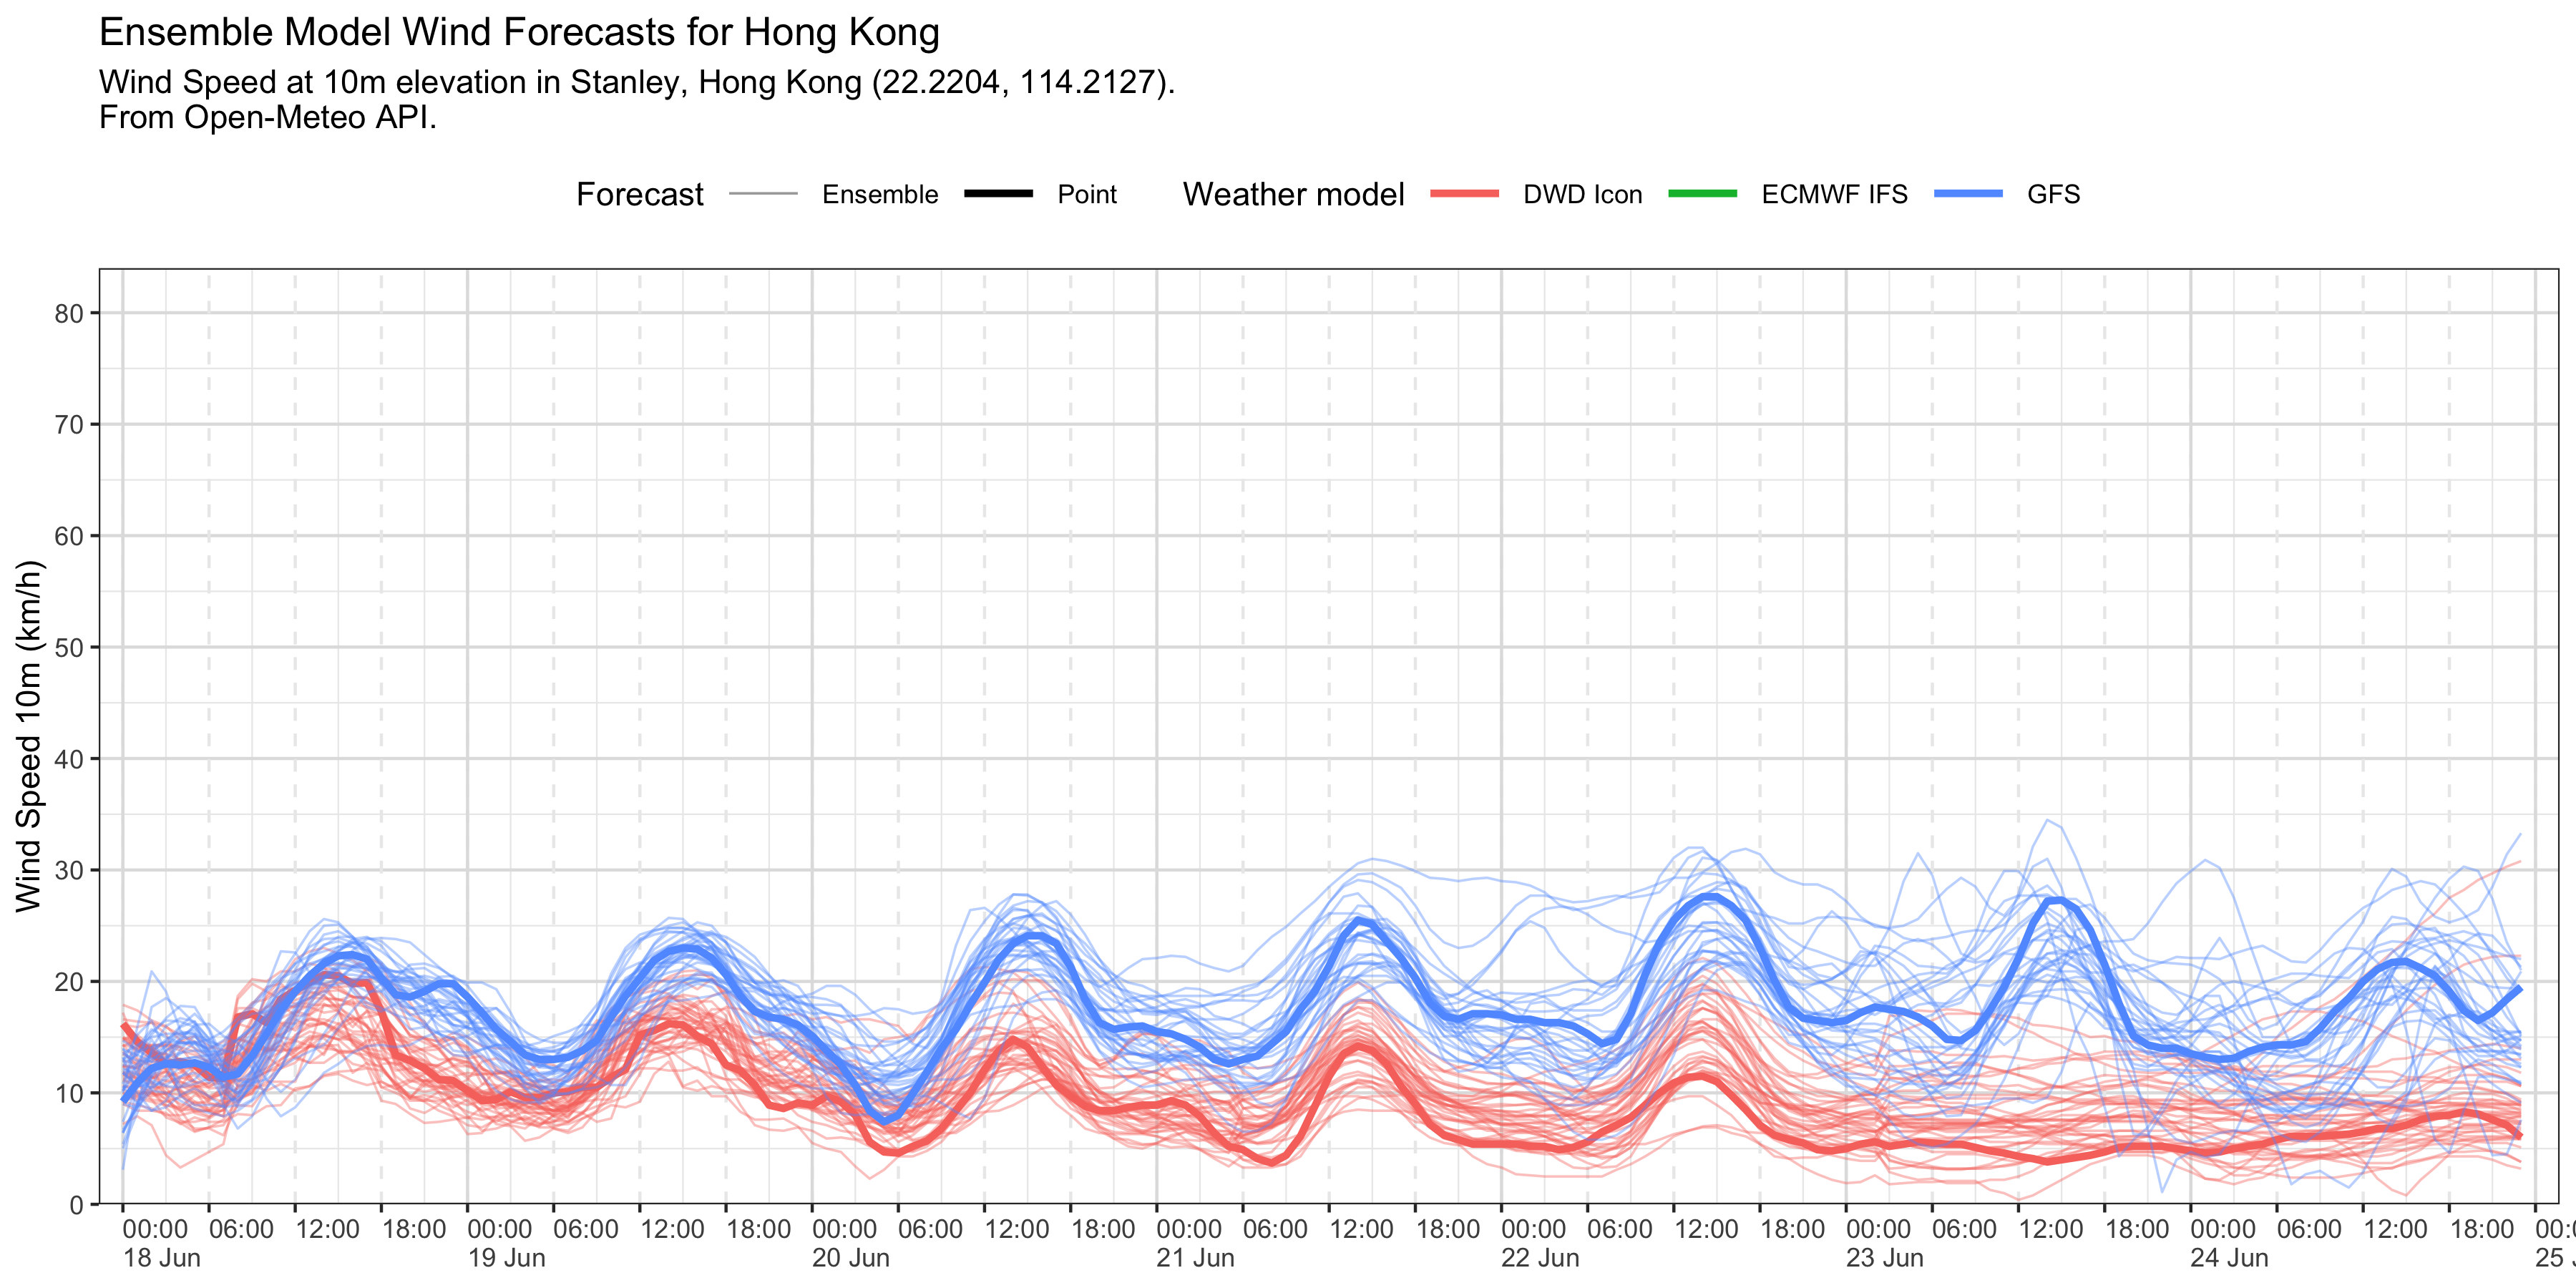 Ensemble Model Wind Forecasts for Hong Kong
Wind Speed at 10m elevation in Stanley, Hong Kong (22.2204, 114.2127).
From Open-Meteo API.
Forecast Ensemble Point Weather model DWD Icon ECMWF IFS GFS
Wind Speed 10m (km/h)
80
70
60
50
40
30
20
10
0
00:00 06:00 12:00 18:00 00:00 06:00 12:00 18:00 00:00 06:00 12:00 18:00 00:00 06:00 12:00 18:00 00:00 06:00 12:00 18:00 00:00 06:00 12:00 18:00 00:00 06:00 12:00 18:00
18 Jun 19 Jun 20 Jun 21 Jun 22 Jun 23 Jun 24 Jun 25